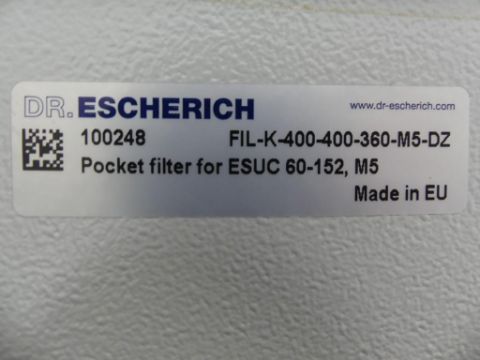 DR. ESCHERICH www.dr-escherich.com
100248 FIL-K-400-400-360-M5-DZ
Pocket filter for ESUC 60-152, M5
Made in EU